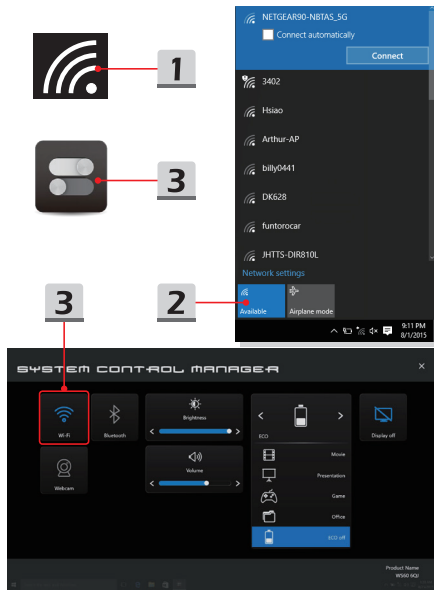 1
3
NETGEAR90-NBTAS_5G
Connect automatically
Connect
3402
Hsiao
Arthur-AP
billy0441
DK628
funtorocar
JHTTS-DIR810L
Network settings
Available
Airplane mode
9:11 PM
8/1/2015
2
3
SYSTEM CONTROL MANAGER
Wi-Fi
Bluetooth
Brightness
ECO
Display off
Webcam
Volume
Movie
Presentation
Game
Office
ECO off
Product Name
WS60 6QJ